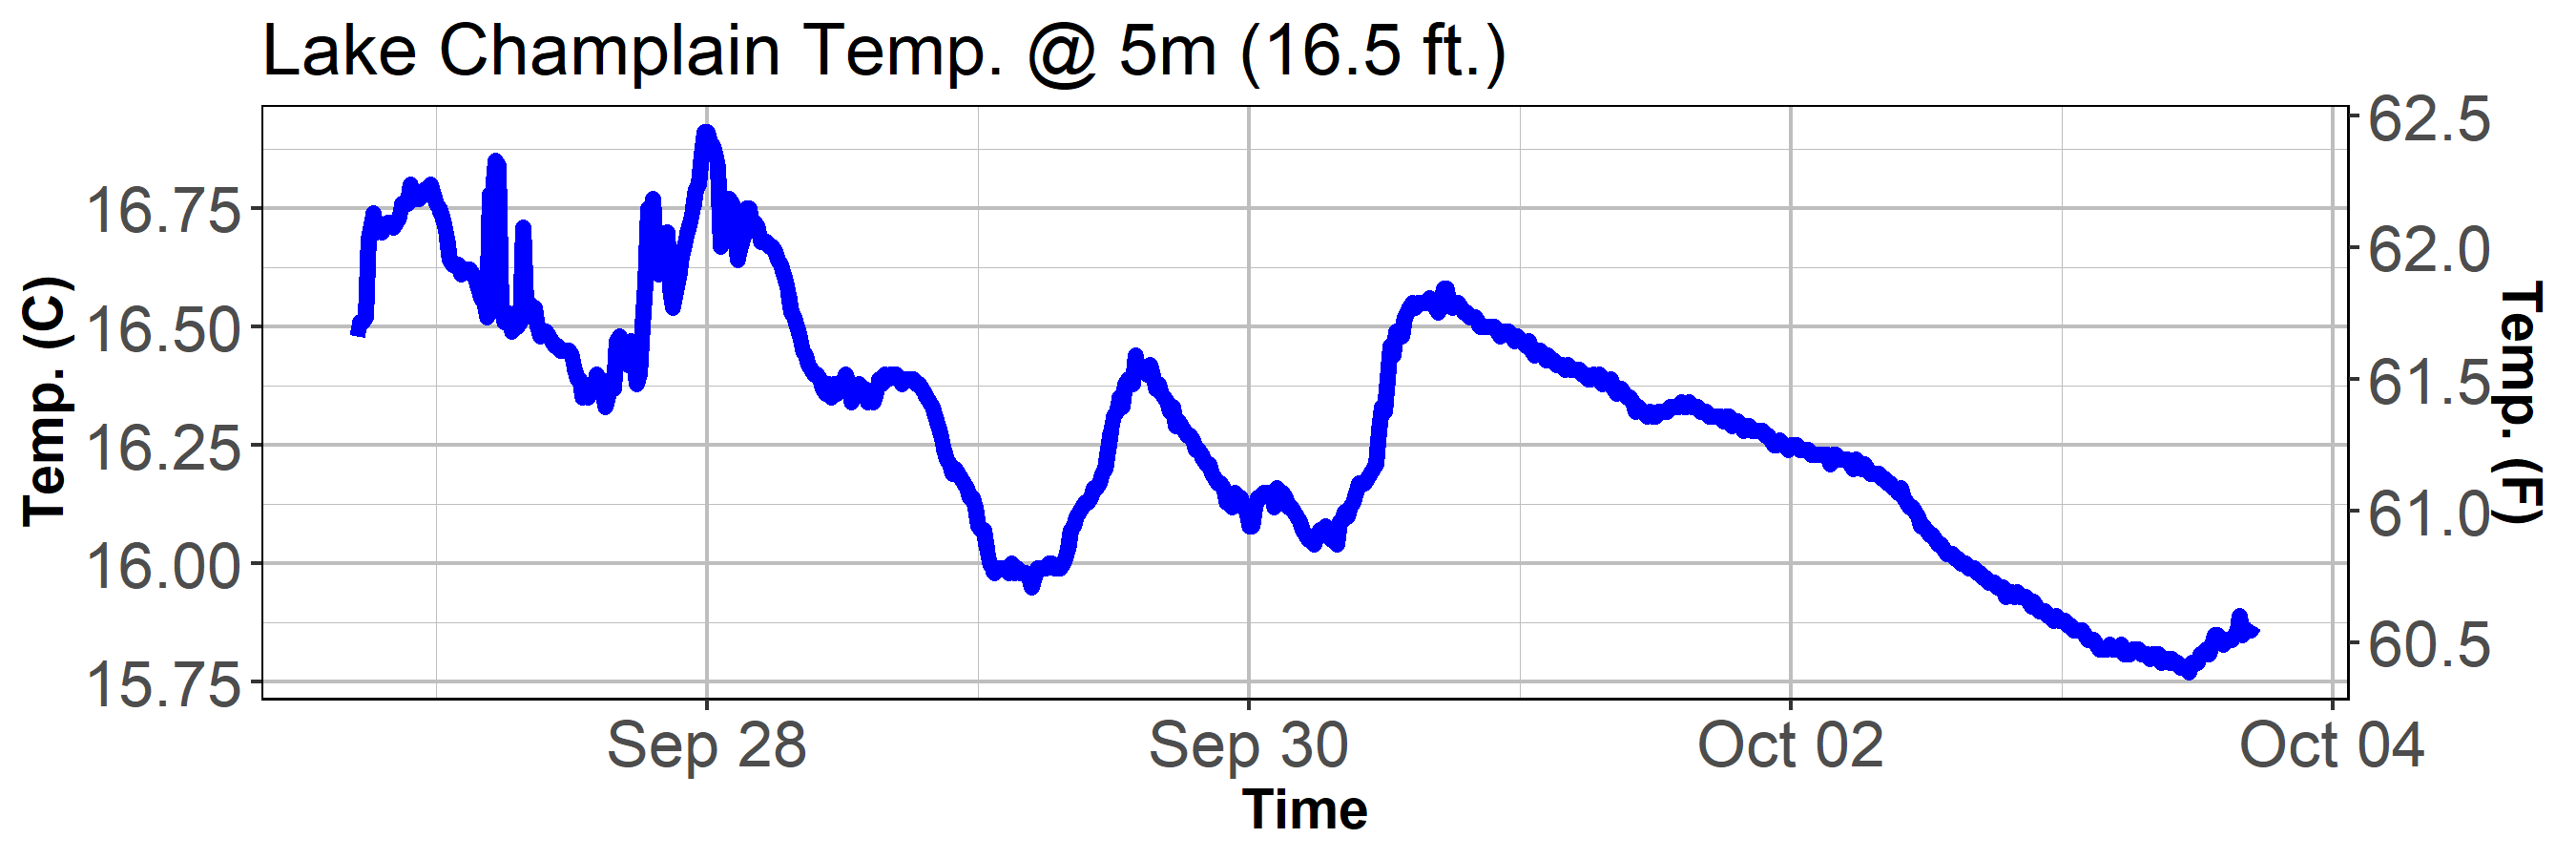 Lake Champlain Temp. @ 5m (16.5 ft.)
Temp. (C)
16.75
16.50
16.25
16.00
15.75
62.5
62.0
61.5
61.0
60.5
Temp. (F)
Sep 28
Sep 30
Oct 02
Oct 04
Time